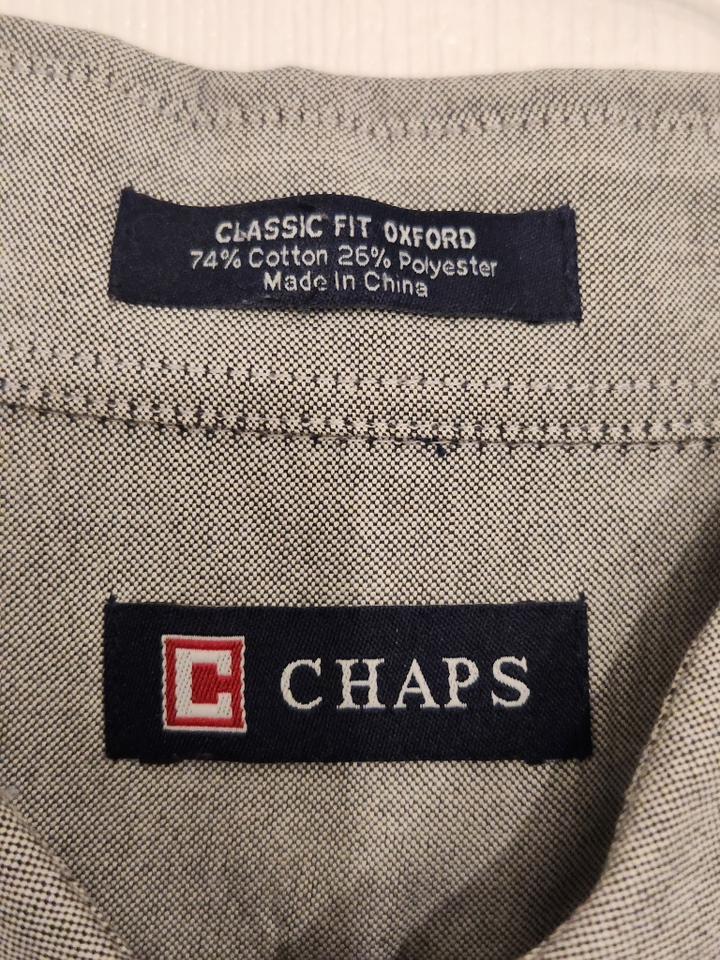 CLASSIC FIT OXFORD
74% Cotton 26% Polyester
Made In China
C CHAPS